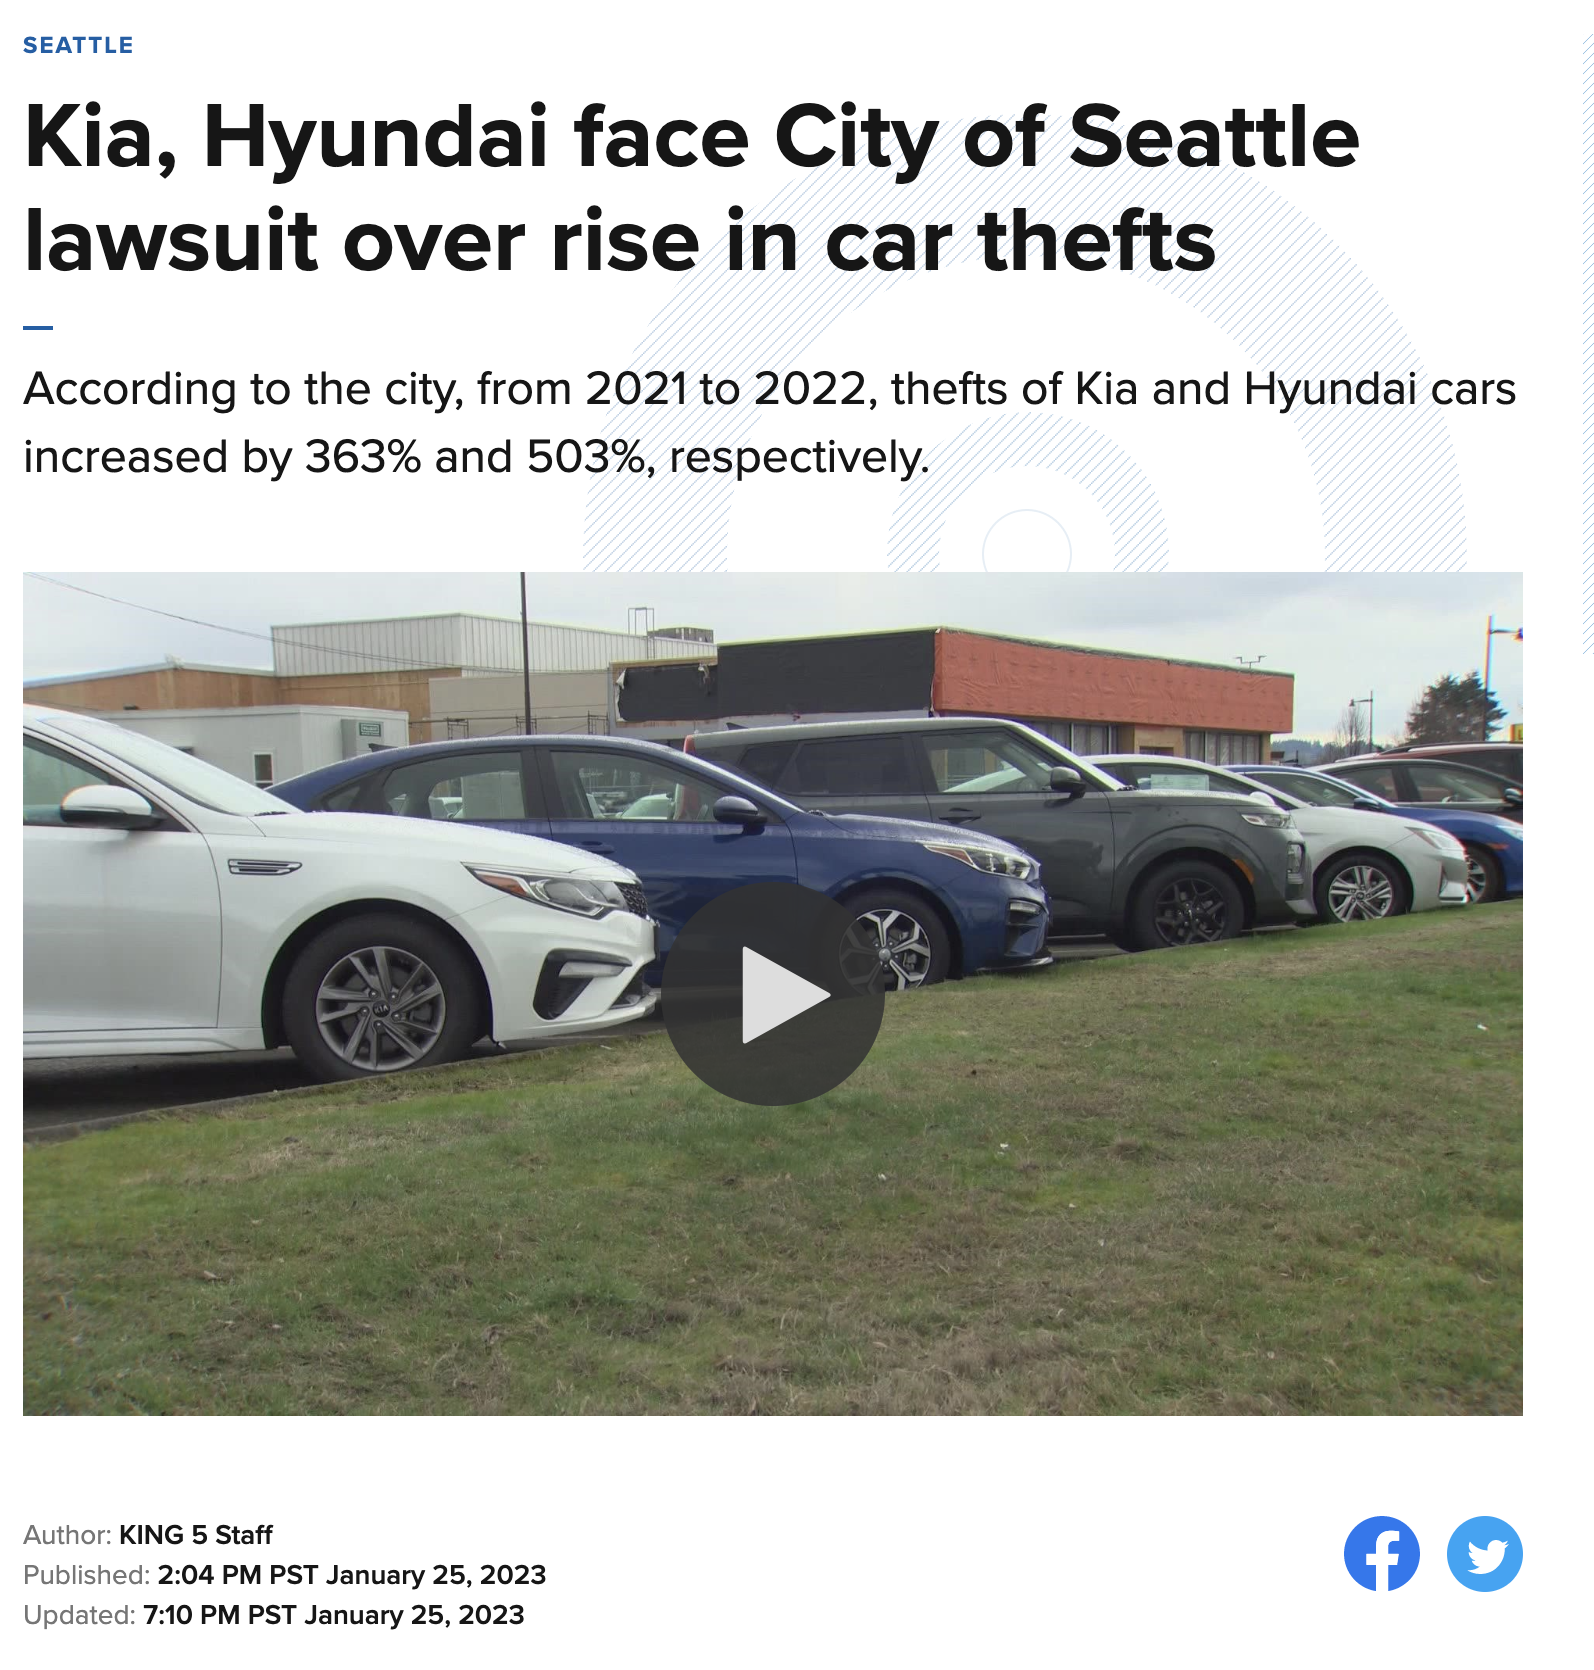 SEATTLE
Kia, Hyundai face City of Seattle
lawsuit over rise in car thefts
According to the city, from 2021 to 2022, thefts of Kia and Hyundai cars
increased by 363% and 503%, respectively.
KIA
Author: KING 5 Staff
Published: 2:04 PM PST January 25, 2023
Updated: 7:10 PM PST January 25, 2023